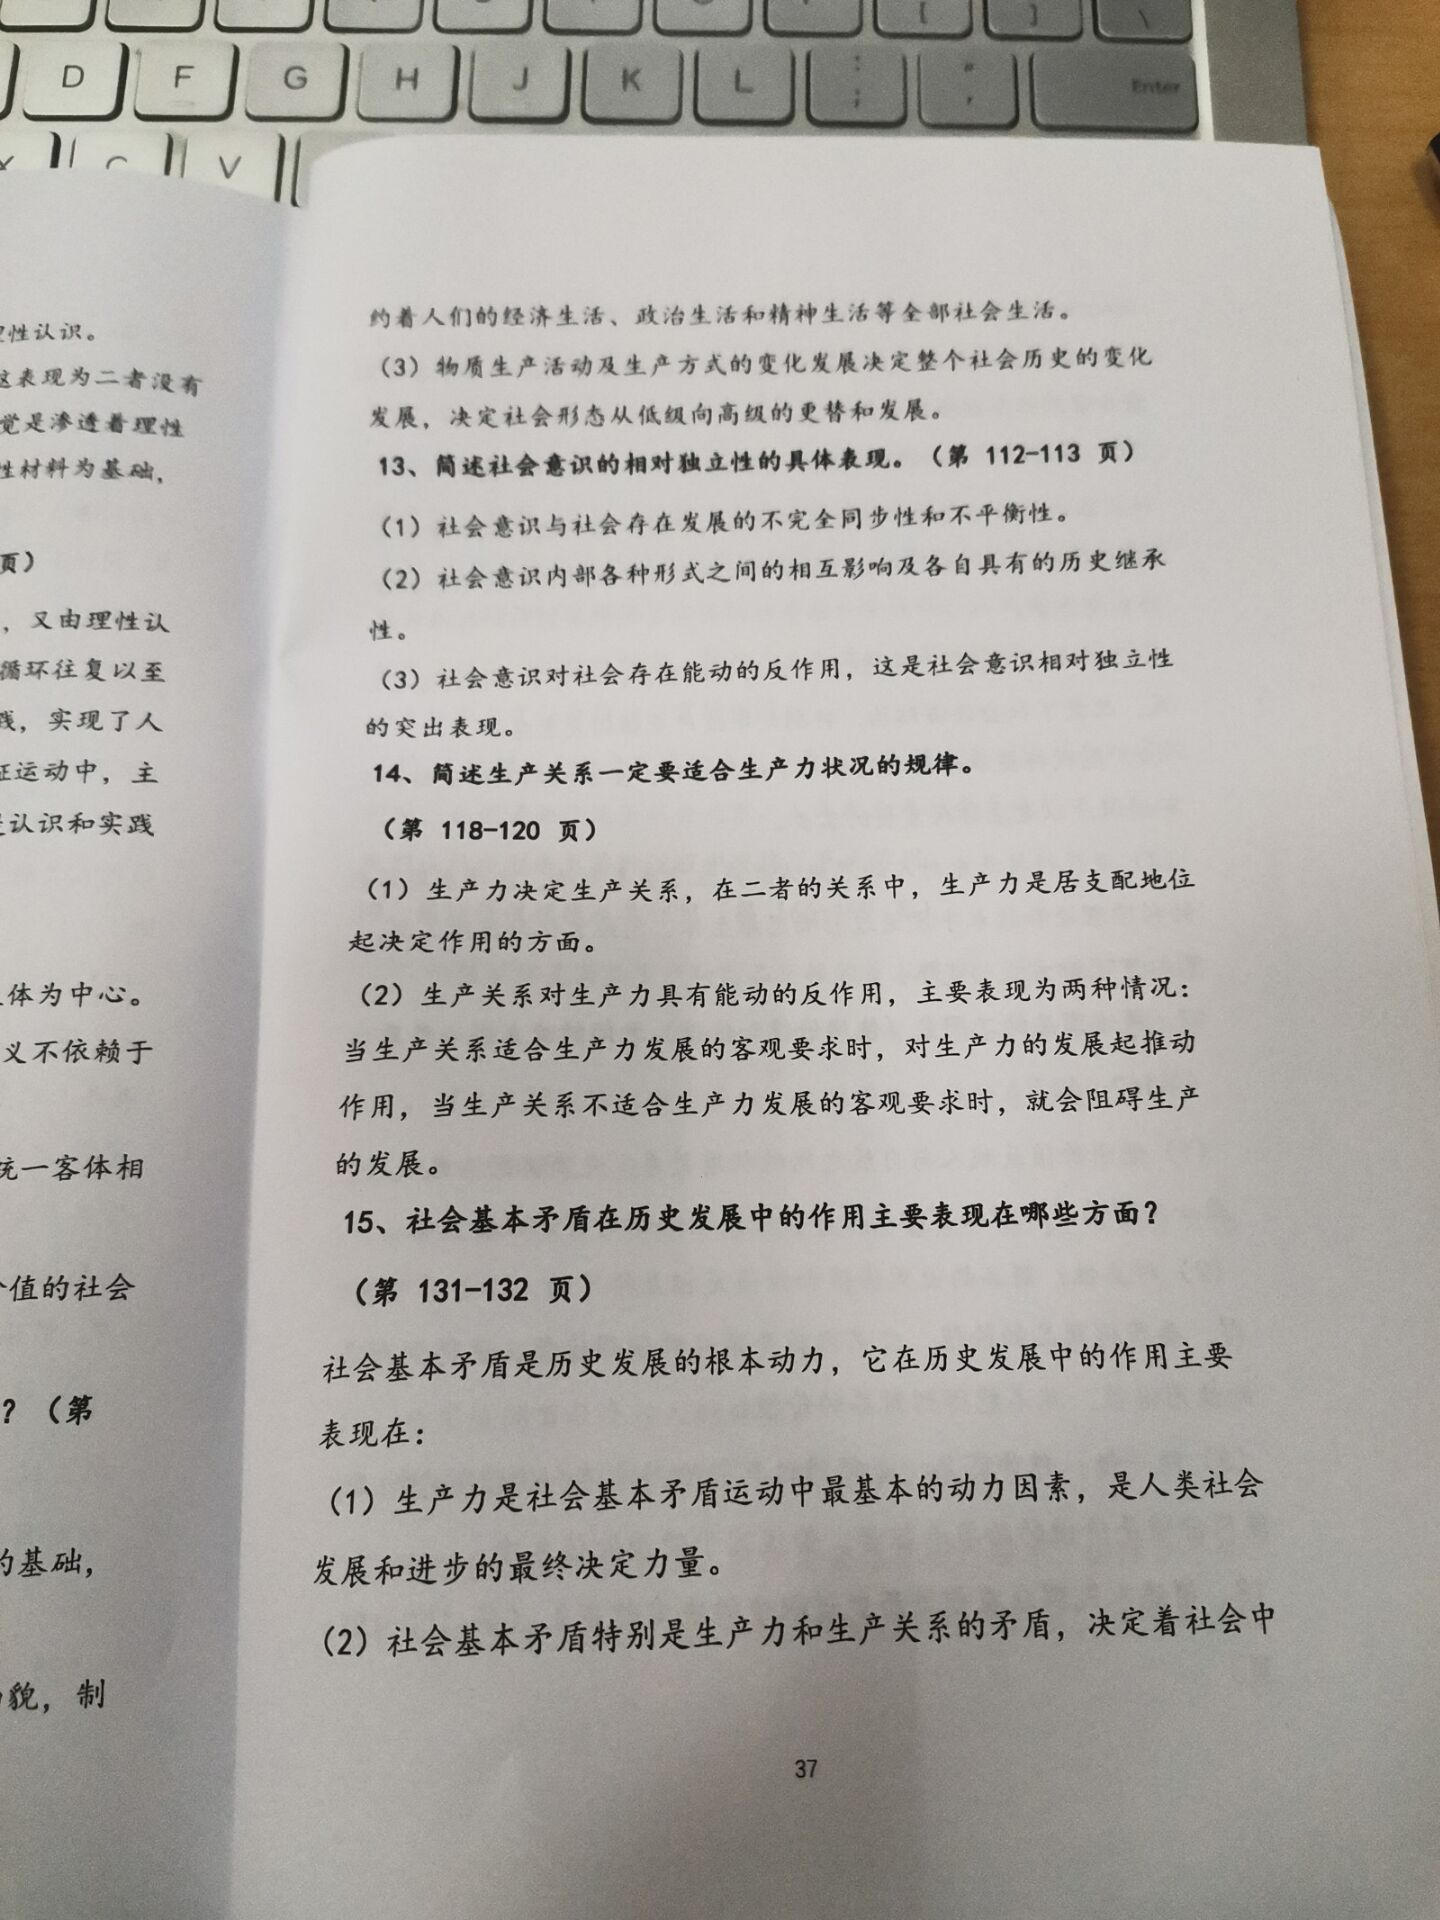 D F G H J K L : ; " , Enter
[ ] \
V
理性认识。
这表现为二者没有
觉是渗透着理性
性材料为基础，
页）
，又由理性认
循环往复以至
践，实现了人
证运动中，主
认识和实践
体为中心。
义不依赖于
统一客体相
价值的社会
？（第
的基础，
貌，制
约着人们的经济生活、政治生活和精神生活等全部社会生活。
（3）物质生产活动及生产方式的变化发展决定整个社会历史的变化
发展，决定社会形态从低级向高级的更替和发展。
13、简述社会意识的相对独立性的具体表现。（第 112-113 页）
（1）社会意识与社会存在发展的不完全同步性和不平衡性。
（2）社会意识内部各种形式之间的相互影响及各自具有的历史继承
性。
（3）社会意识对社会存在能动的反作用，这是社会意识相对独立性
的突出表现。
14、简述生产关系一定要适合生产力状况的规律。
（第 118-120 页）
（1）生产力决定生产关系，在二者的关系中，生产力是居支配地位
起决定作用的方面。
（2）生产关系对生产力具有能动的反作用，主要表现为两种情况：
当生产关系适合生产力发展的客观要求时，对生产力的发展起推动
作用，当生产关系不适合生产力发展的客观要求时，就会阻碍生产
的发展。
15、社会基本矛盾在历史发展中的作用主要表现在哪些方面？
（第 131-132 页）
社会基本矛盾是历史发展的根本动力，它在历史发展中的作用主要
表现在：
（1）生产力是社会基本矛盾运动中最基本的动力因素，是人类社会
发展和进步的最终决定力量。
（2）社会基本矛盾特别是生产力和生产关系的矛盾，决定着社会中
37